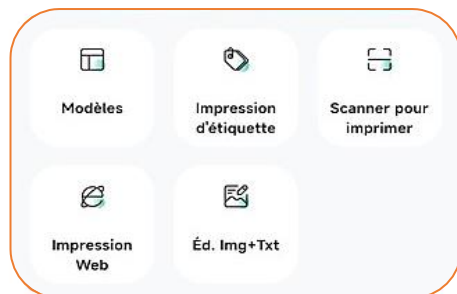 Modèles
Impression
d'étiquette
Scanner pour
imprimer
Impression
Web
Éd. Img+Txt